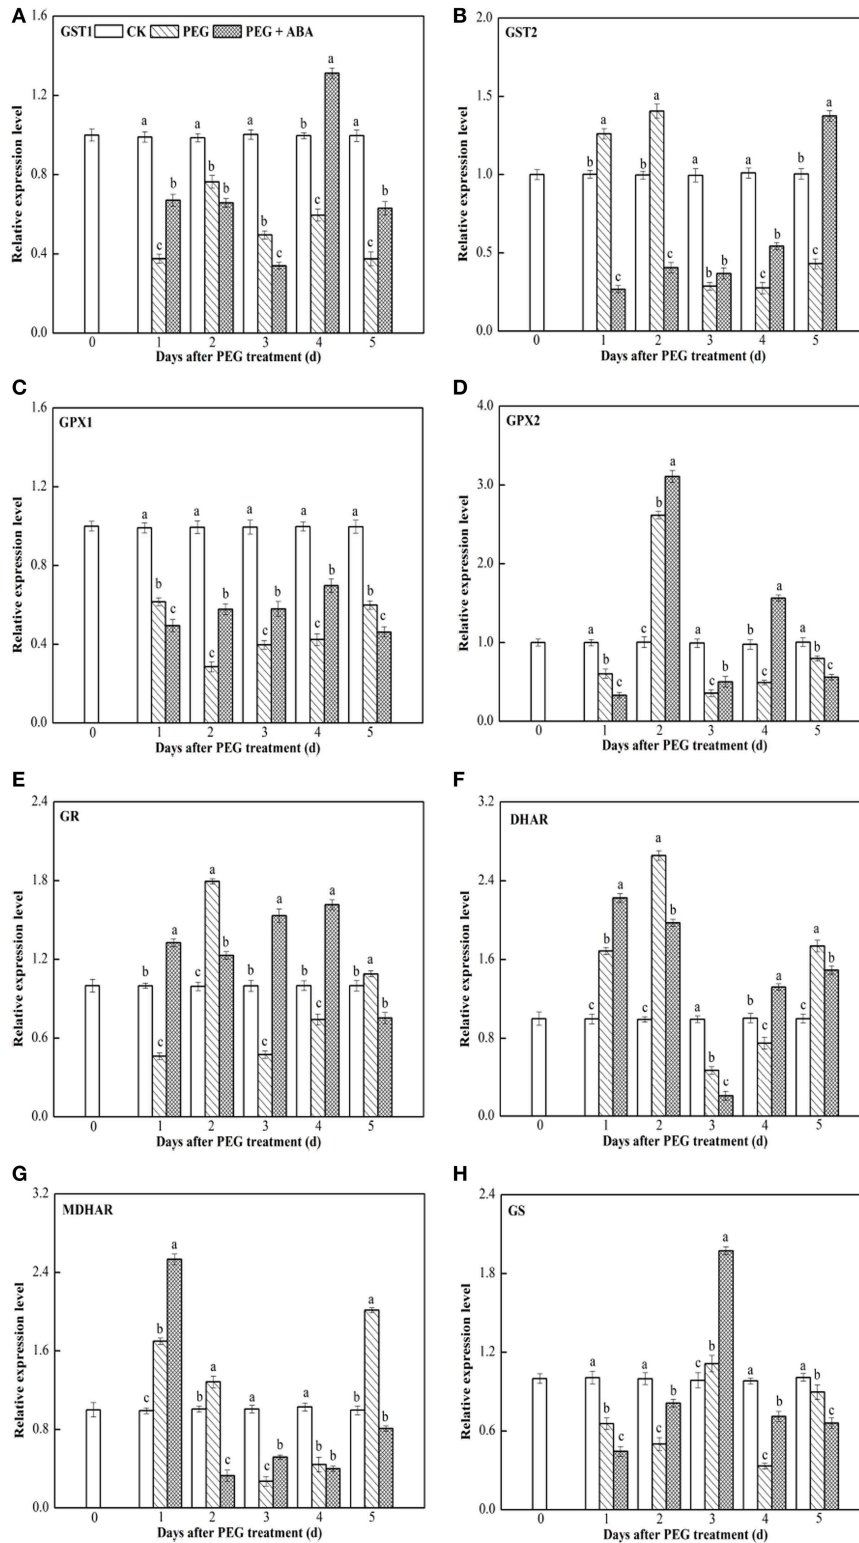 A
GST1 CK PEG PEG + ABA
1.6
1.2
0.8
0.4
0.0
Relative expression level
a a a b a
c b b c a c
b b c a b
0 1 2 3 4 5
Days after PEG treatment (d)
B
GST2
2.0
1.5
1.0
0.5
0.0
Relative expression level
b a c b a c a b b a c b b c a
0 1 2 3 4 5
Days after PEG treatment (d)
C
GPX1
1.6
1.2
0.8
0.4
0.0
Relative expression level
a b c a c b a c b a c b a b c
0 1 2 3 4 5
Days after PEG treatment (d)
D
GPX2
4.0
3.0
2.0
1.0
0.0
Relative expression level
a b c c b a a c b b c a a b c
0 1 2 3 4 5
Days after PEG treatment (d)
E
GR
2.4
1.8
1.2
0.6
0.0
Relative expression level
b c a c a b b c a b c a b a c
0 1 2 3 4 5
Days after PEG treatment (d)
F
DHAR
3.2
2.4
1.6
0.8
0.0
Relative expression level
c b a c a b a b c b c a c a b
0 1 2 3 4 5
Days after PEG treatment (d)
G
MDHAR
3.2
2.4
1.6
0.8
0.0
Relative expression level
c b a b a c a c b a b b b a b
0 1 2 3 4 5
Days after PEG treatment (d)
H
GS
2.4
1.8
1.2
0.6
0.0
Relative expression level
a b c a c b c b a a c b a b c
0 1 2 3 4 5
Days after PEG treatment (d)